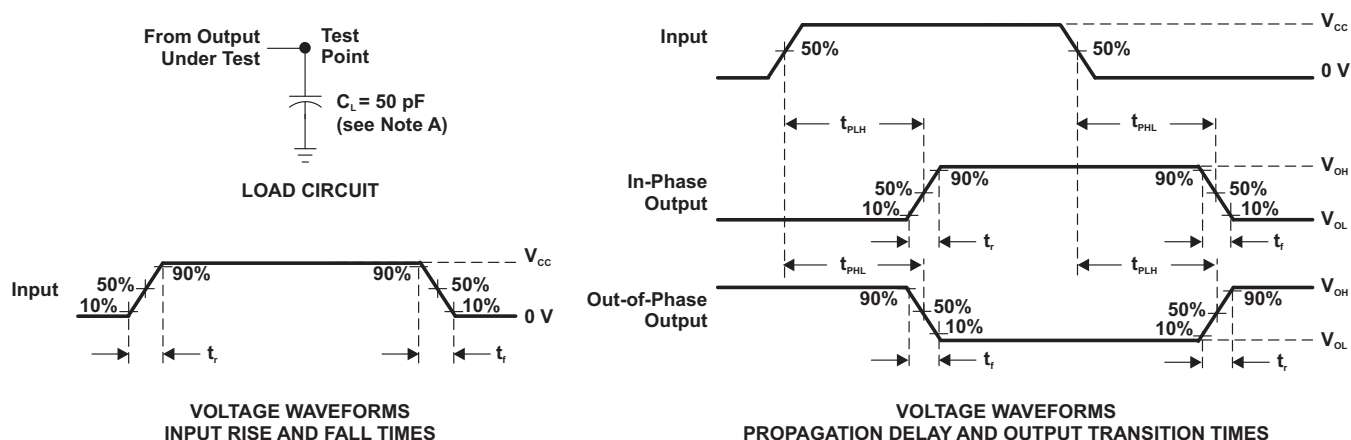 From Output
Under Test
Test
Point
C_L = 50 pF
(see Note A)
LOAD CIRCUIT
Input
50%
10%
90%
90%
50%
10%
V_CC
0 V
t_r
t_f
VOLTAGE WAVEFORMS
INPUT RISE AND FALL TIMES
Input
50%
50%
V_CC
0 V
t_PLH
t_PHL
In-Phase
Output
50%
10%
90%
90%
50%
10%
V_OH
V_OL
t_r
t_f
t_PHL
t_PLH
Out-of-Phase
Output
90%
50%
10%
50%
10%
90%
V_OH
V_OL
t_f
t_r
VOLTAGE WAVEFORMS
PROPAGATION DELAY AND OUTPUT TRANSITION TIMES